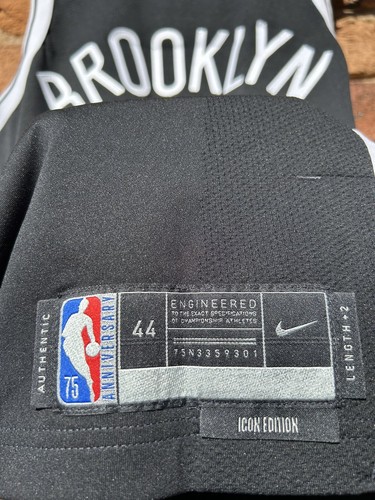 BROOKLYN
AUTHENTIC
75
ANNIVERSARY
44
ENGINEERED
TO THE EXACT SPECIFICATIONS
OF CHAMPIONSHIP ATHLETES
75N3359301
LENGTH+2
ICON EDITION